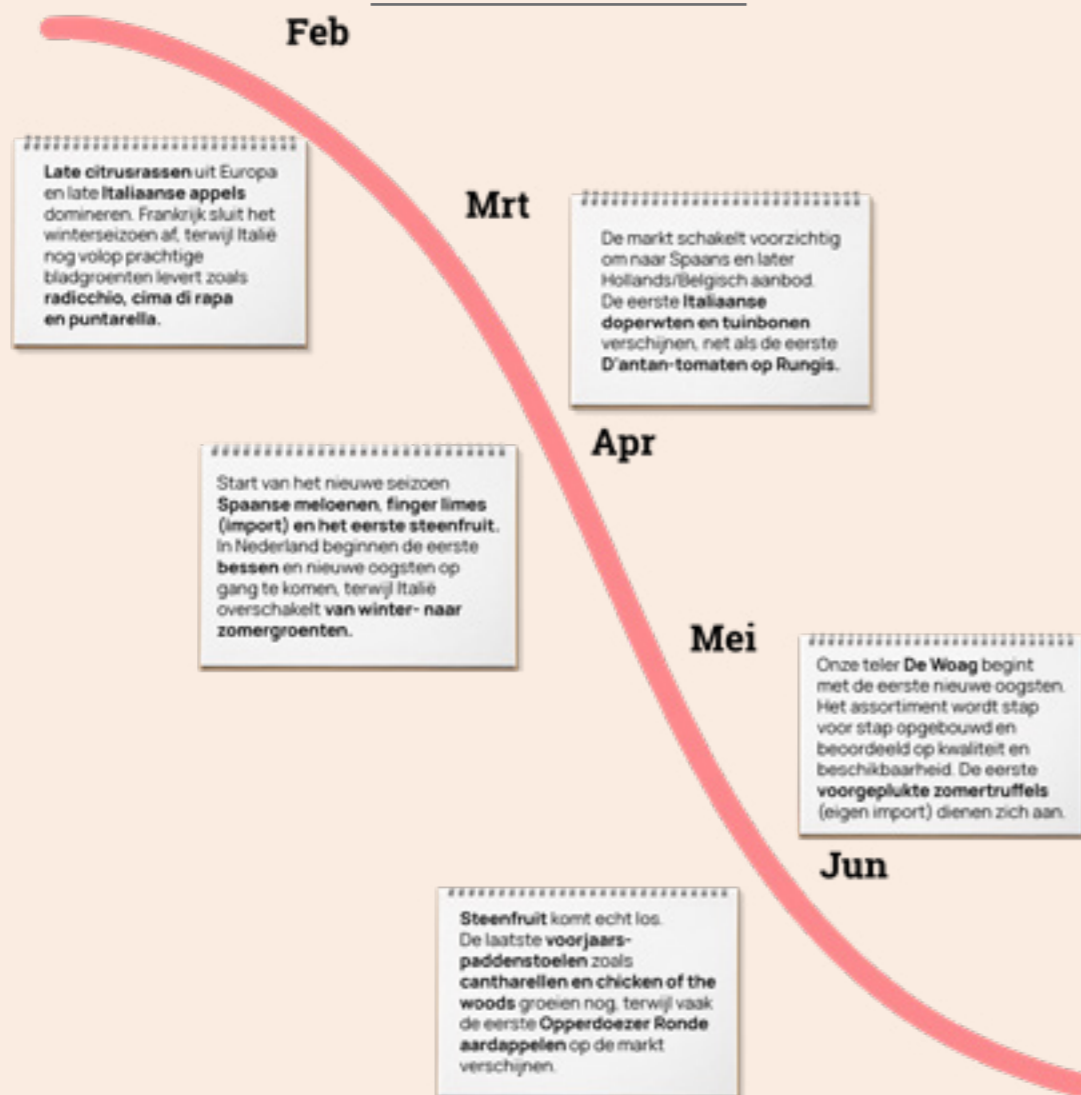 Feb
Late citrusrassen uit Europa
en late Italiaanse appels
domineren. Frankrijk sluit het
winterseizoen af, terwijl Italië
nog volop prachtige
bladgroenten levert zoals
radicchio, cima di rapa
en puntarella.
Mrt
De markt schakelt voorzichtig
om naar Spaans en later
Hollands/Belgisch aanbod.
De eerste Italiaanse
doperwten en tuinbonen
verschijnen, net als de eerste
D'antan-tomaten op Rungis.
Apr
Start van het nieuwe seizoen
Spaanse meloenen, finger limes
(import) en het eerste steenfruit.
In Nederland beginnen de eerste
bessen en nieuwe oogsten op
gang te komen, terwijl Italië
overschakelt van winter- naar
zomergroenten.
Mei
Onze teler De Woag begint
met de eerste nieuwe oogsten.
Het assortiment wordt stap
voor stap opgebouwd en
beoordeeld op kwaliteit en
beschikbaarheid. De eerste
voorgeplukte zomertruffels
(eigen import) dienen zich aan.
Jun
Steenfruit komt echt los.
De laatste voorjaars-
paddenstoelen zoals
cantharellen en chicken of the
woods groeien nog, terwijl vaak
de eerste Opperdoezer Ronde
aardappelen op de markt
verschijnen.